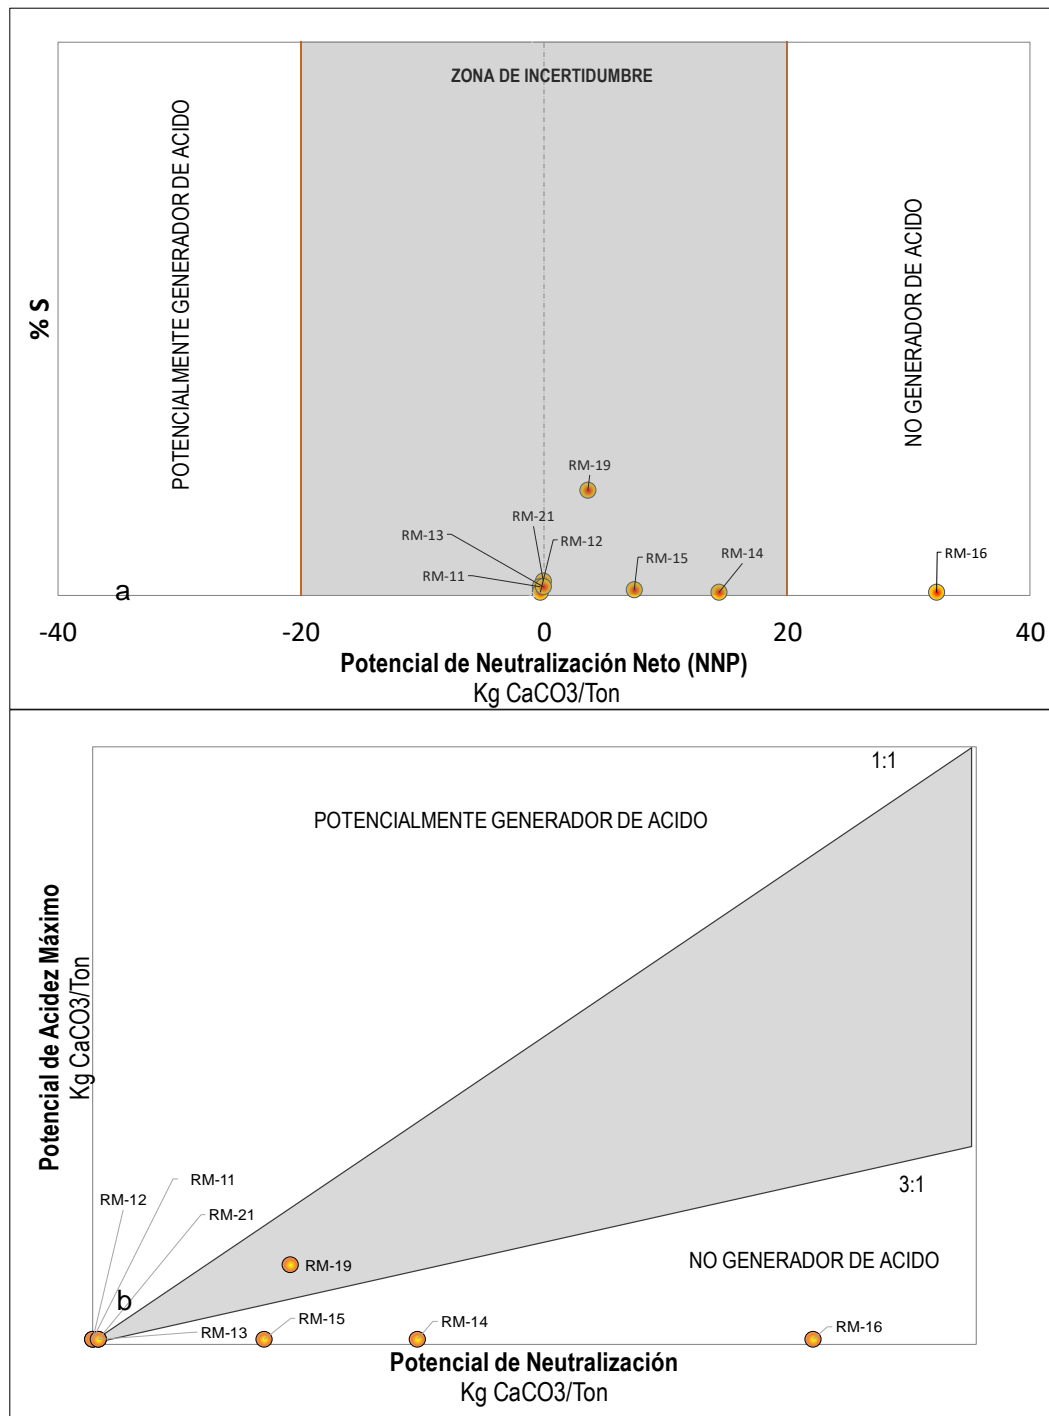 ZONA DE INCERTIDUMBRE
POTENCIALMENTE GENERADOR DE ACIDO
NO GENERADOR DE ACIDO
% S
RM-19
RM-21
RM-13
RM-12
RM-11
RM-15
RM-14
RM-16
a
-40
-20
0
20
40
Potencial de Neutralización Neto (NNP)
Kg CaCO3/Ton
1:1
POTENCIALMENTE GENERADOR DE ACIDO
Potencial de Acidez Máximo
Kg CaCO3/Ton
3:1
RM-11
RM-12
RM-21
NO GENERADOR DE ACIDO
RM-19
b
RM-13
RM-15
RM-14
RM-16
Potencial de Neutralización
Kg CaCO3/Ton